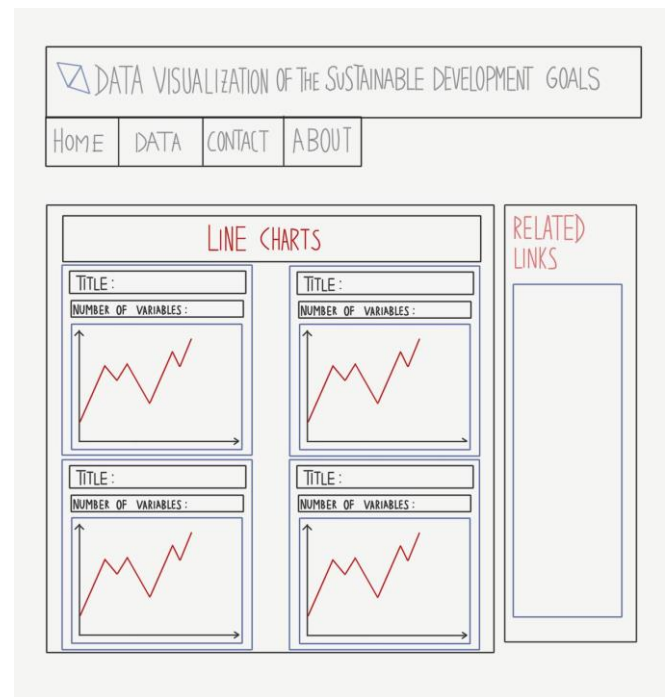 DATA VISUALIZATION OF THE SUSTAINABLE DEVELOPMENT GOALS
HOME DATA CONTACT ABOUT
LINE CHARTS
TITLE:
NUMBER OF VARIABLES:
TITLE:
NUMBER OF VARIABLES:
TITLE:
NUMBER OF VARIABLES:
TITLE:
NUMBER OF VARIABLES:
RELATED
LINKS